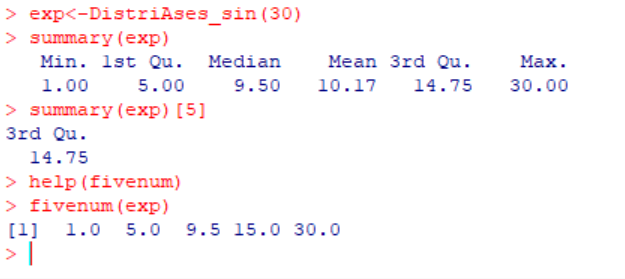 > exp<-DistriAses_sin(30)
> summary(exp)
Min. 1st Qu. Median Mean 3rd Qu. Max.
1.00 5.00 9.50 10.17 14.75 30.00
> summary(exp)[5]
3rd Qu.
14.75
> help(fivenum)
> fivenum(exp)
[1] 1.0 5.0 9.5 15.0 30.0
>